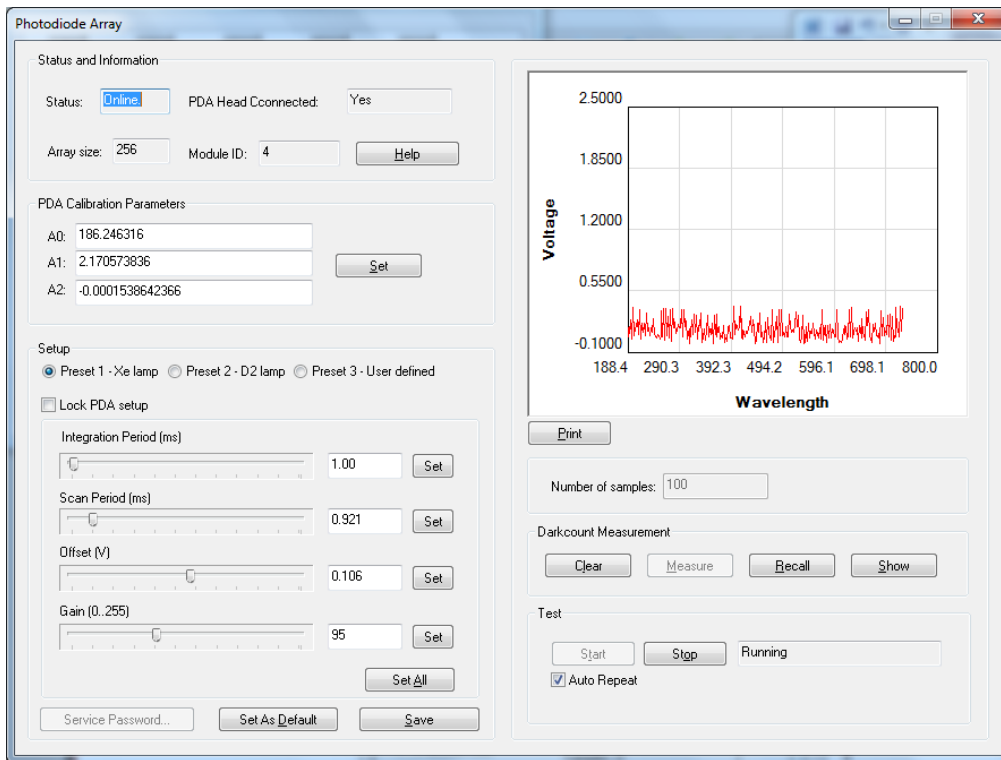 Photodiode Array
Status and Information
Status: Online. PDA Head Cconnected: Yes
Array size: 256 Module ID: 4 Help
PDA Calibration Parameters
A0: 186.246316
A1: 2.170573836
A2: -0.0001538642366
Set
Setup
Preset 1 - Xe lamp Preset 2 - D2 lamp Preset 3 - User defined
Lock PDA setup
Integration Period (ms)
1.00 Set
Scan Period (ms)
0.921 Set
Offset (V)
0.106 Set
Gain (0..255)
95 Set
Set All
Service Password... Set As Default Save
2.5000
1.8500
1.2000
0.5500
-0.1000
Voltage
188.4 290.3 392.3 494.2 596.1 698.1 800.0
Wavelength
Print
Number of samples: 100
Darkcount Measurement
Clear Measure Recall Show
Test
Start Stop Running
Auto Repeat